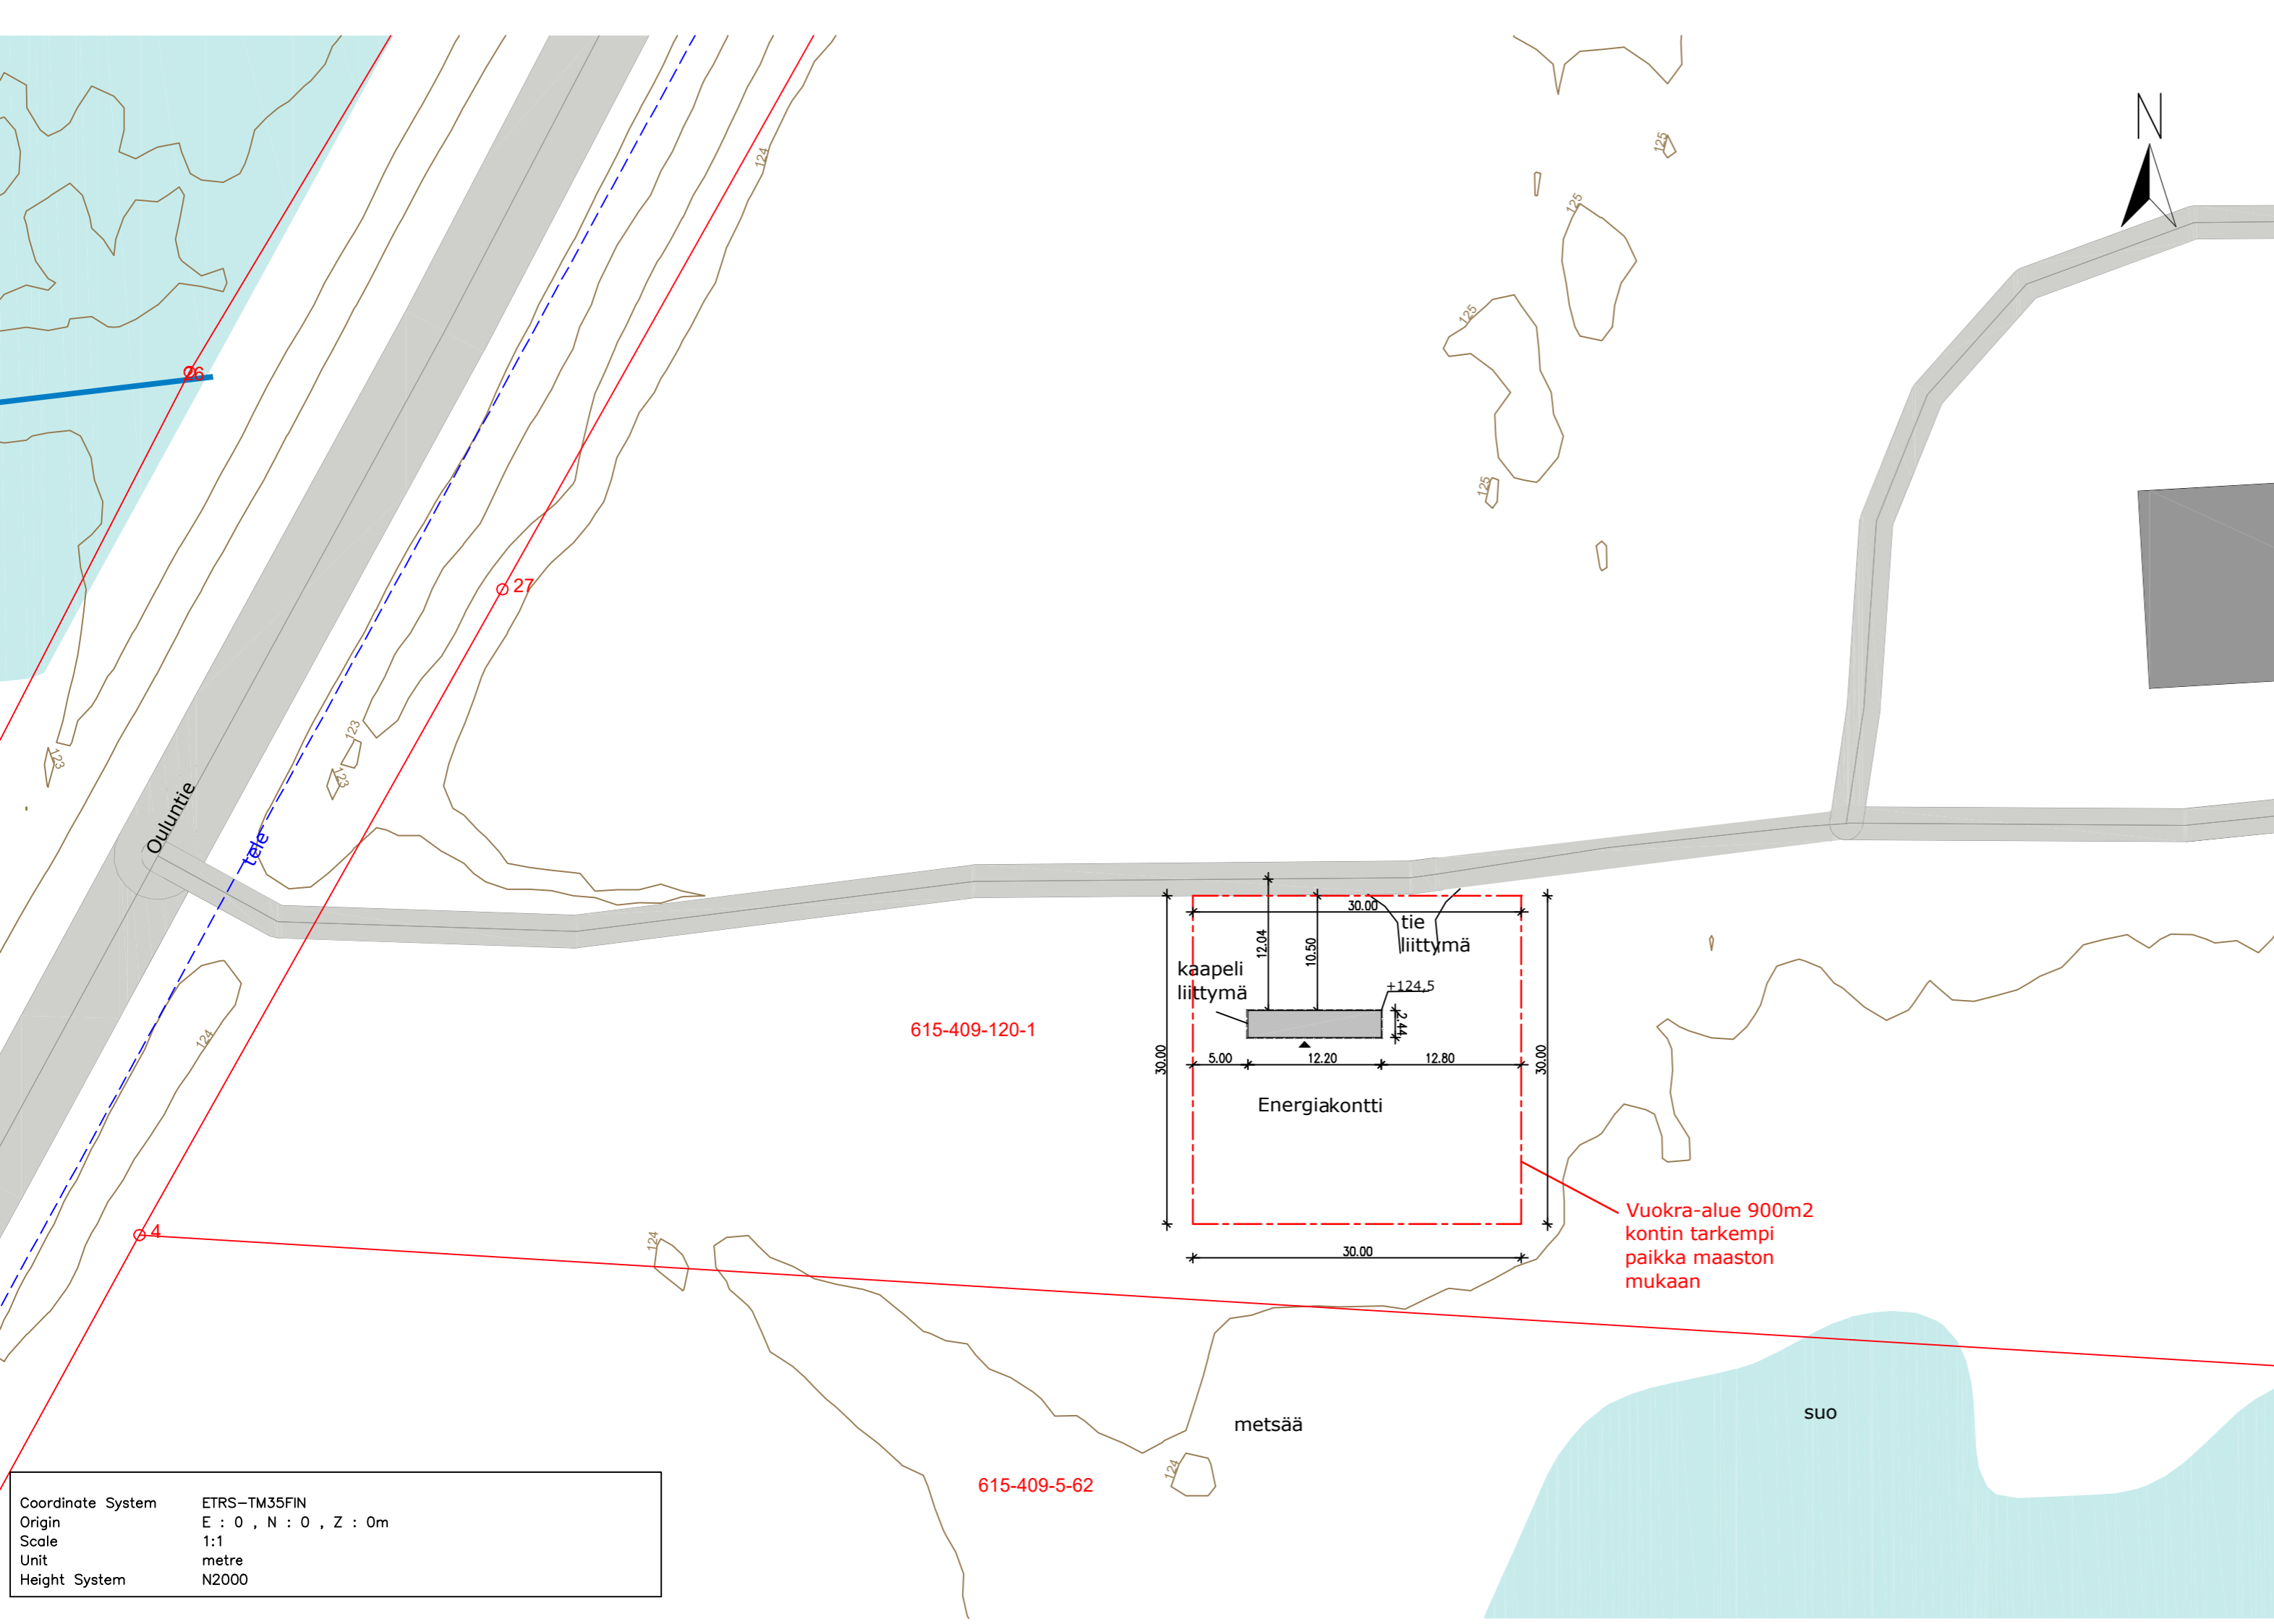 N
124
125
125
125
26
125
27
123
123
123
Ouluntie
tele
30.00
tie
liittymä
12.04
10.50
kaapeli
liittymä
+124,5
2.44
615-409-120-1
124
30.00
5.00
12.20
12.80
30.00
Energiakontti
Vuokra-alue 900m2
kontin tarkempi
paikka maaston
mukaan
4
124
30.00
suo
metsää
124
615-409-5-62
Coordinate System ETRS-TM35FIN
Origin E : 0 , N : 0 , Z : 0m
Scale 1:1
Unit metre
Height System N2000